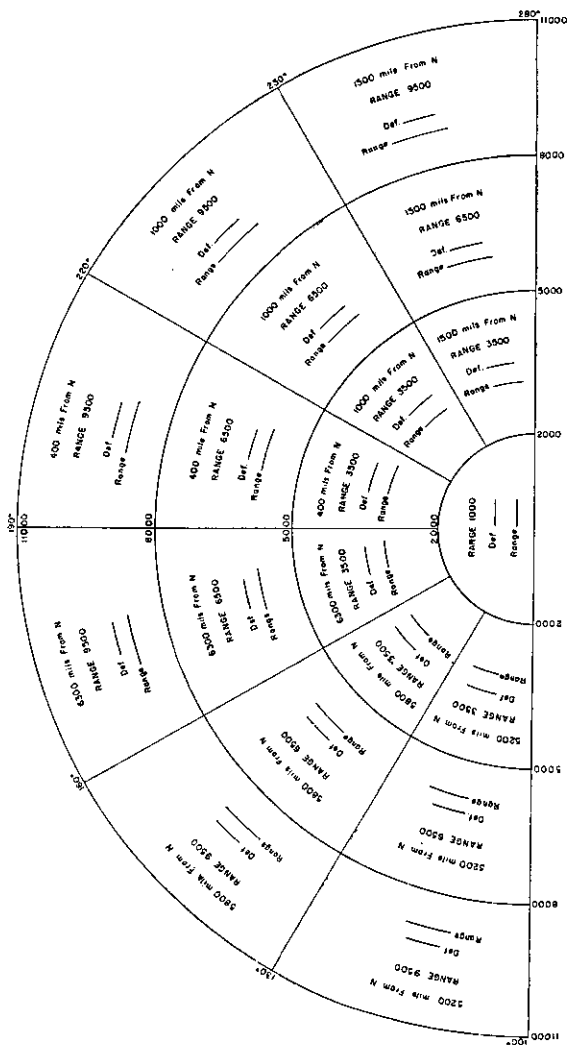 280°
11000
1500 mils From N
RANGE 9500
Def.
Range
250°
8000
1500 mils From N
RANGE 6500
Def.
Range
5000
1500 mils From N
RANGE 3500
Def.
Range
2000
1000 mils From N
RANGE 9500
Def.
Range
1000 mils From N
RANGE 6500
Def
Range
1000 mils From N
RANGE 3500
Def
Range
220°
400 mils From N
RANGE 9500
Def
Range
400 mils From N
RANGE 6500
Def
Range
400 mils From N
RANGE 3500
Def
Range
190°
11000
8000
5000
2000
RANGE 1000
Def
Range
6300 mils From N
RANGE 9500
Def
Range
6300 mils From N
RANGE 6500
Def
Range
6300 mils From N
RANGE 3500
Def
Range
160°
5800 mils From N
RANGE 9500
Def
Range
5800 mils From N
RANGE 6500
Def
Range
5800 mils From N
RANGE 3500
Def
Range
130°
2000
5200 mils From N
RANGE 3500
Def
Range
5000
5200 mils From N
RANGE 6500
Def
Range
8000
5200 mils From N
RANGE 9500
Def
Range
11000